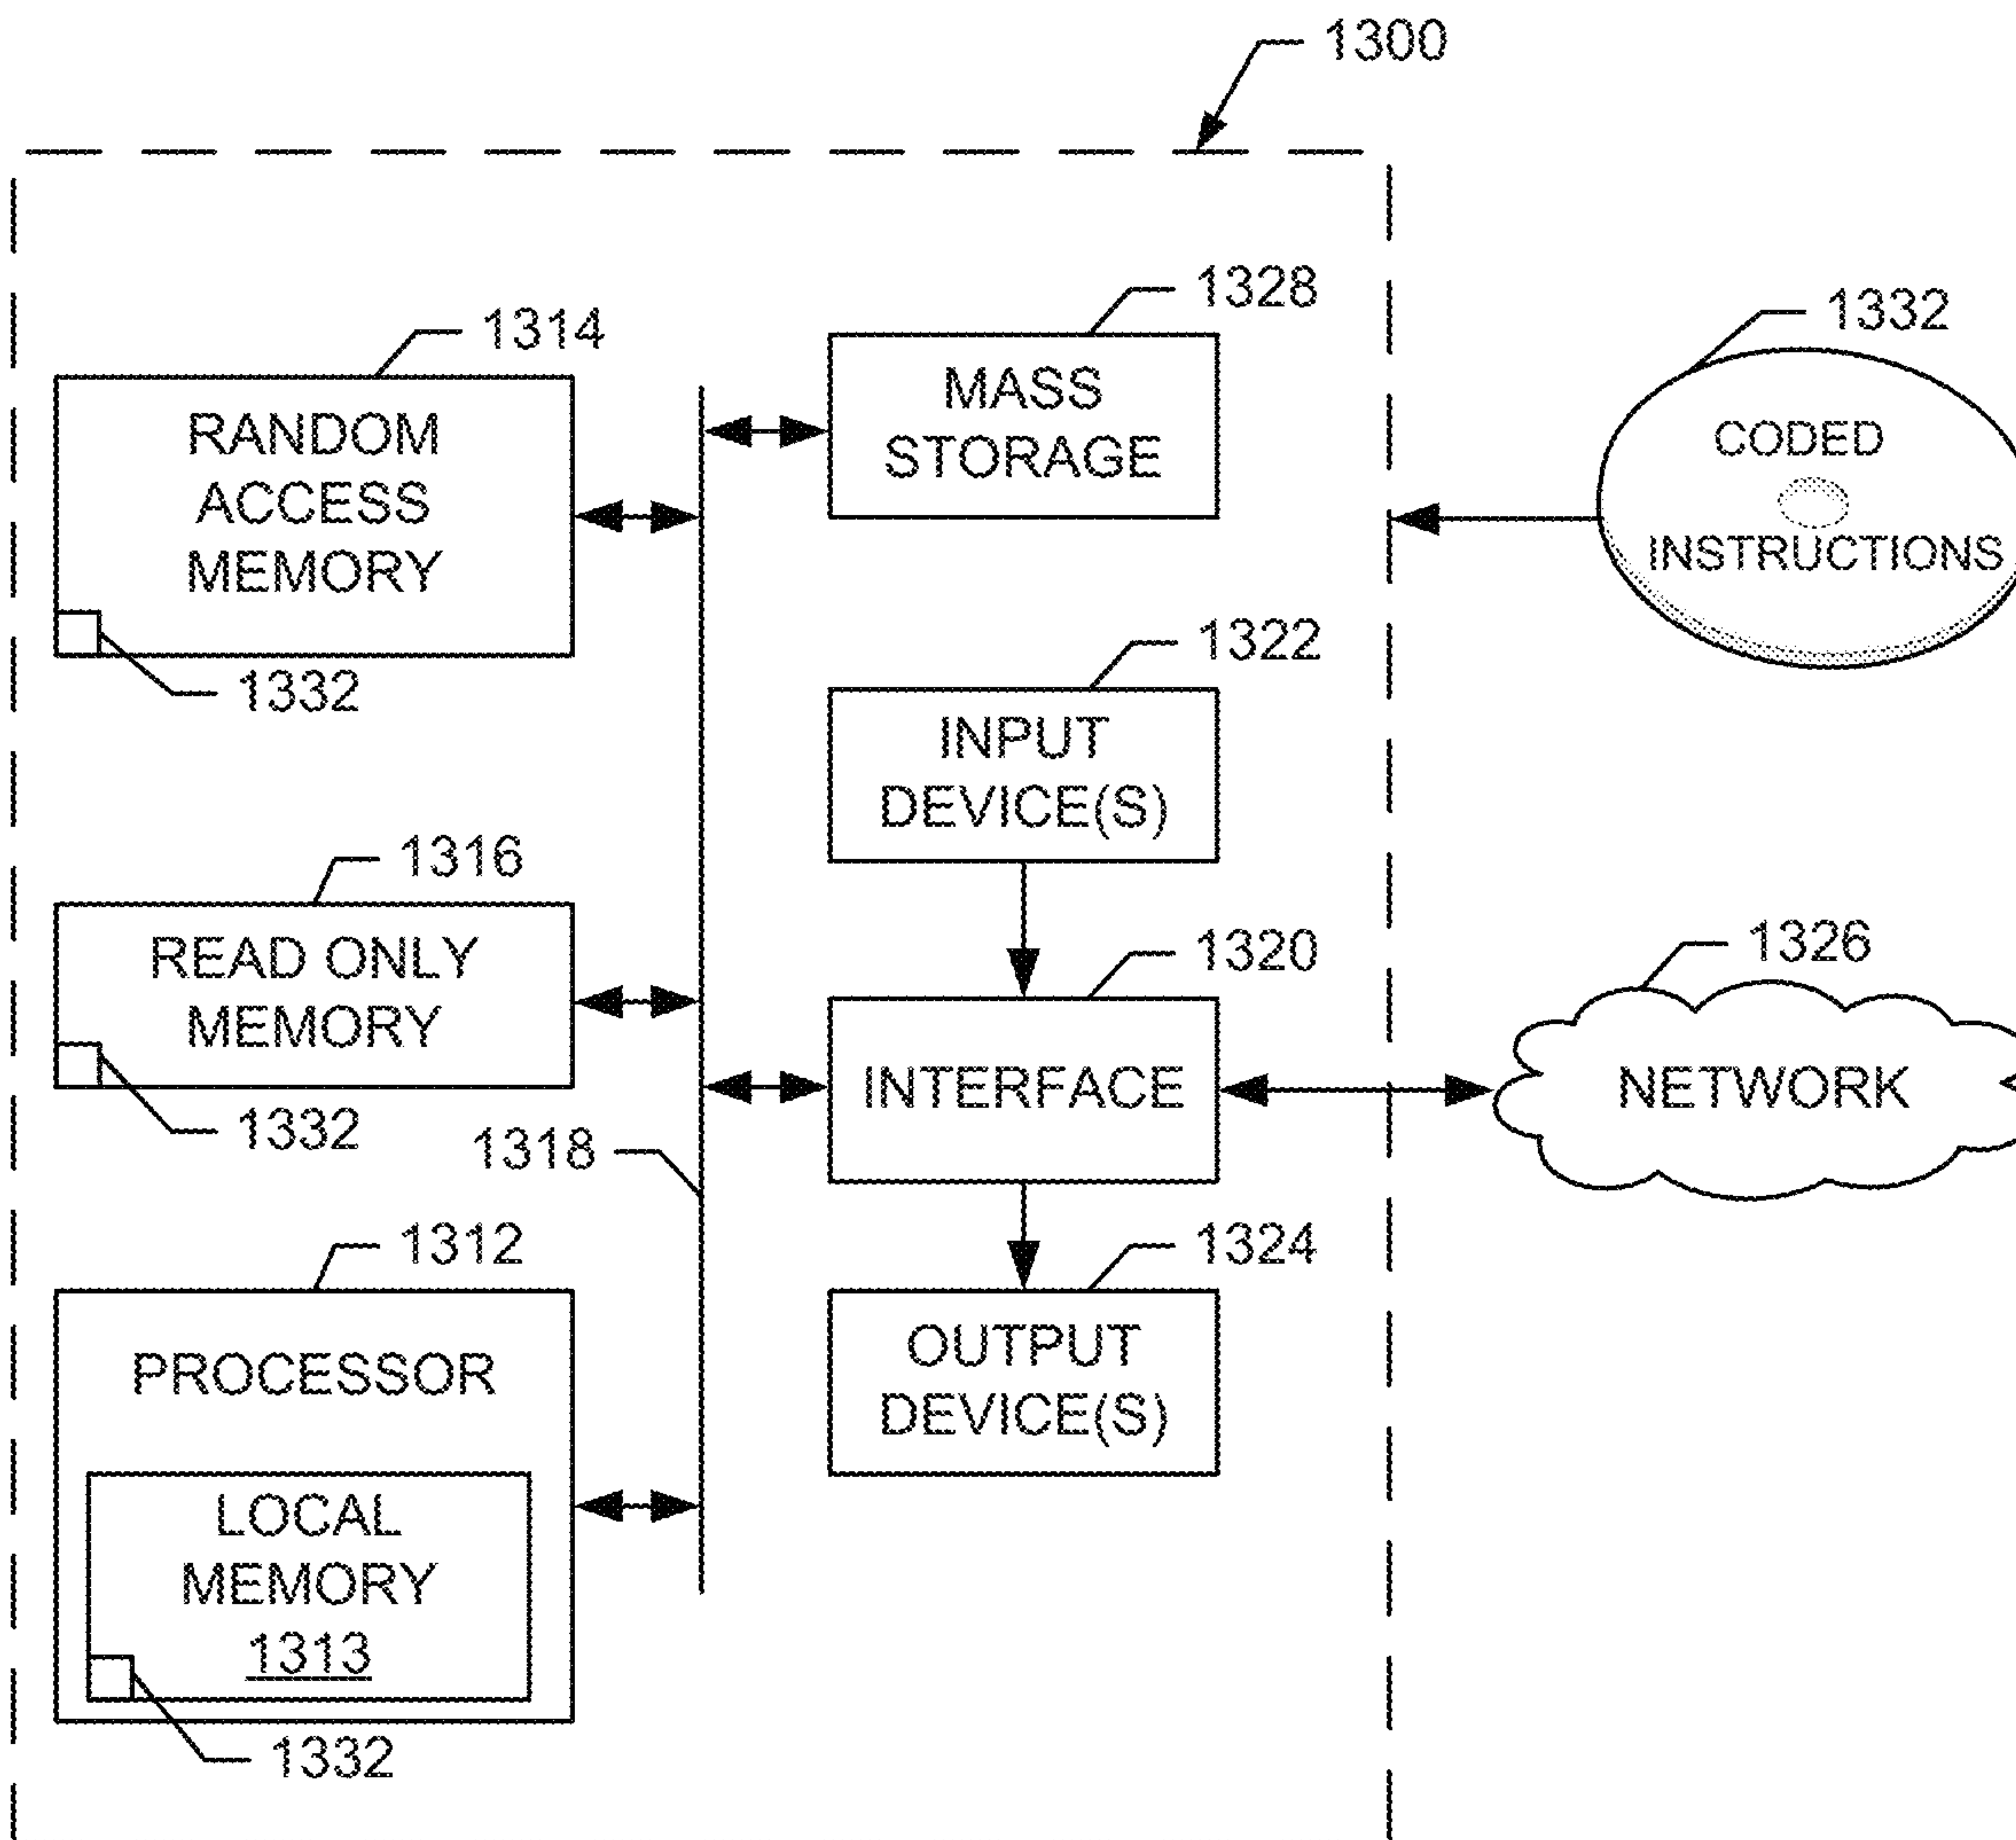 1300
1314
RANDOM
ACCESS
MEMORY
1332
1328
MASS
STORAGE
1332
CODED
INSTRUCTIONS
1322
INPUT
DEVICE(S)
1316
READ ONLY
MEMORY
1332
1320
INTERFACE
1326
NETWORK
1318
1312
PROCESSOR
LOCAL
MEMORY
1313
1332
1324
OUTPUT
DEVICE(S)